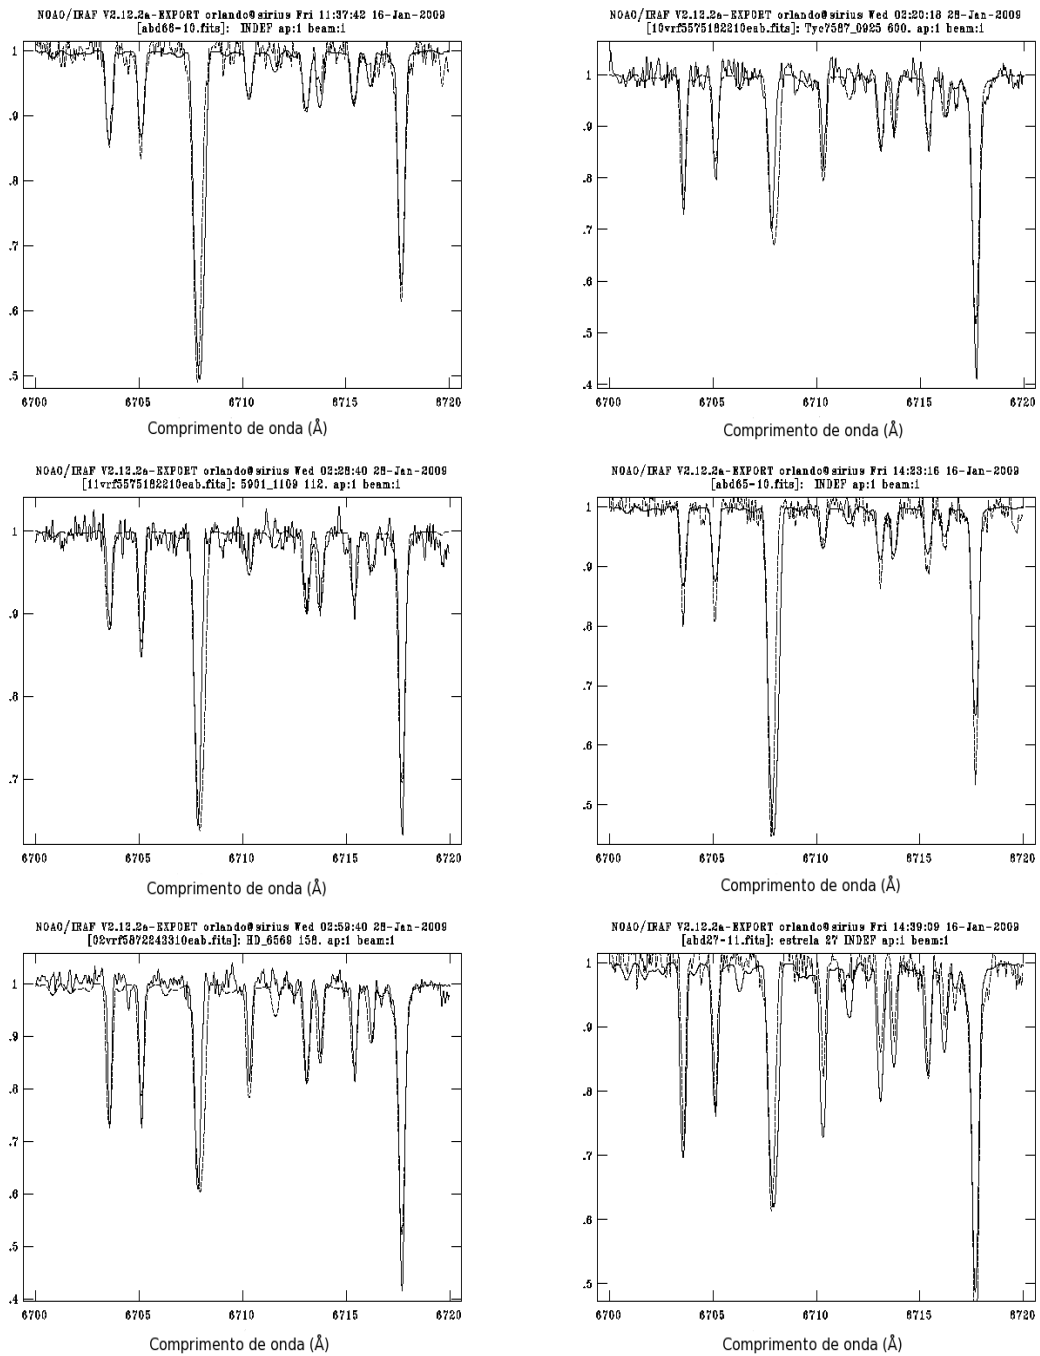 NOAO/IRAF V2.12.2a-EXPORT orlando@sirius Fri 11:37:42 16-Jan-2009
[abd66-10.fits]: INDEF ap:1 beam:1
1
.9
.8
.7
.6
.5
6700 6705 6710 6715 6720
Comprimento de onda (Å)
NOAO/IRAF V2.12.2a-EXPORT orlando@sirius Wed 02:20:18 28-Jan-2009
[10vrf5575182210eab.fits]: Tyc7587_0925 600. ap:1 beam:1
1
.9
.8
.7
.6
.5
.4
6700 6705 6710 6715 6720
Comprimento de onda (Å)
NOAO/IRAF V2.12.2a-EXPORT orlando@sirius Wed 02:28:40 28-Jan-2009
[11vrf5575182210eab.fits]: 5901_1109 112. ap:1 beam:1
1
.9
.8
.7
6700 6705 6710 6715 6720
Comprimento de onda (Å)
NOAO/IRAF V2.12.2a-EXPORT orlando@sirius Fri 14:23:16 16-Jan-2009
[abd65-10.fits]: INDEF ap:1 beam:1
1
.9
.8
.7
.6
.5
6700 6705 6710 6715 6720
Comprimento de onda (Å)
NOAO/IRAF V2.12.2a-EXPORT orlando@sirius Wed 02:59:40 28-Jan-2009
[02vrf5872243310eab.fits]: HD_6569 158. ap:1 beam:1
1
.9
.8
.7
.6
.5
.4
6700 6705 6710 6715 6720
Comprimento de onda (Å)
NOAO/IRAF V2.12.2a-EXPORT orlando@sirius Fri 14:39:09 16-Jan-2009
[abd27-11.fits]: estrela 27 INDEF ap:1 beam:1
1
.9
.8
.7
.6
.5
6700 6705 6710 6715 6720
Comprimento de onda (Å)